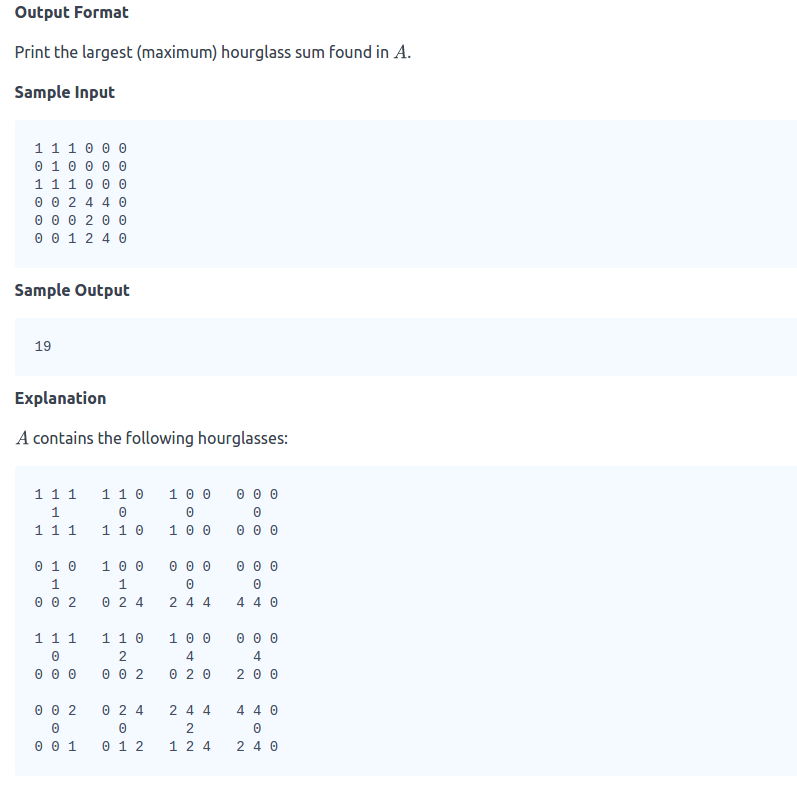 Output Format
Print the largest (maximum) hourglass sum found in A.
Sample Input
1 1 1 0 0 0
0 1 0 0 0 0
1 1 1 0 0 0
0 0 2 4 4 0
0 0 0 2 0 0
0 0 1 2 4 0
Sample Output
19
Explanation
A contains the following hourglasses:
1 1 1   1 1 0   1 0 0   0 0 0
  1       0       0       0
1 1 1   1 1 0   1 0 0   0 0 0
0 1 0   1 0 0   0 0 0   0 0 0
  1       1       0       0
0 0 2   0 2 4   2 4 4   4 4 0
1 1 1   1 1 0   1 0 0   0 0 0
  0       2       4       4
0 0 0   0 0 2   0 2 0   2 0 0
0 0 2   0 2 4   2 4 4   4 4 0
  0       0       2       0
0 0 1   0 1 2   1 2 4   2 4 0